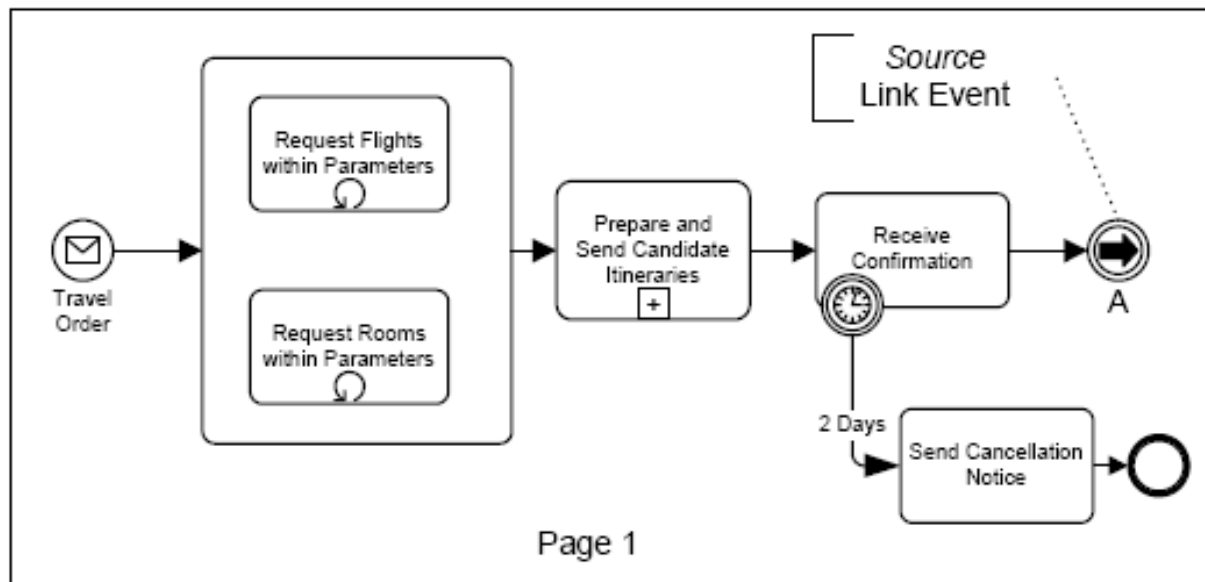 Source
Link Event
Request Flights
within Parameters
Prepare and
Send Candidate
Itineraries
Receive
Confirmation
Travel
Order
A
Request Rooms
within Parameters
2 Days
Send Cancellation
Notice
Page 1